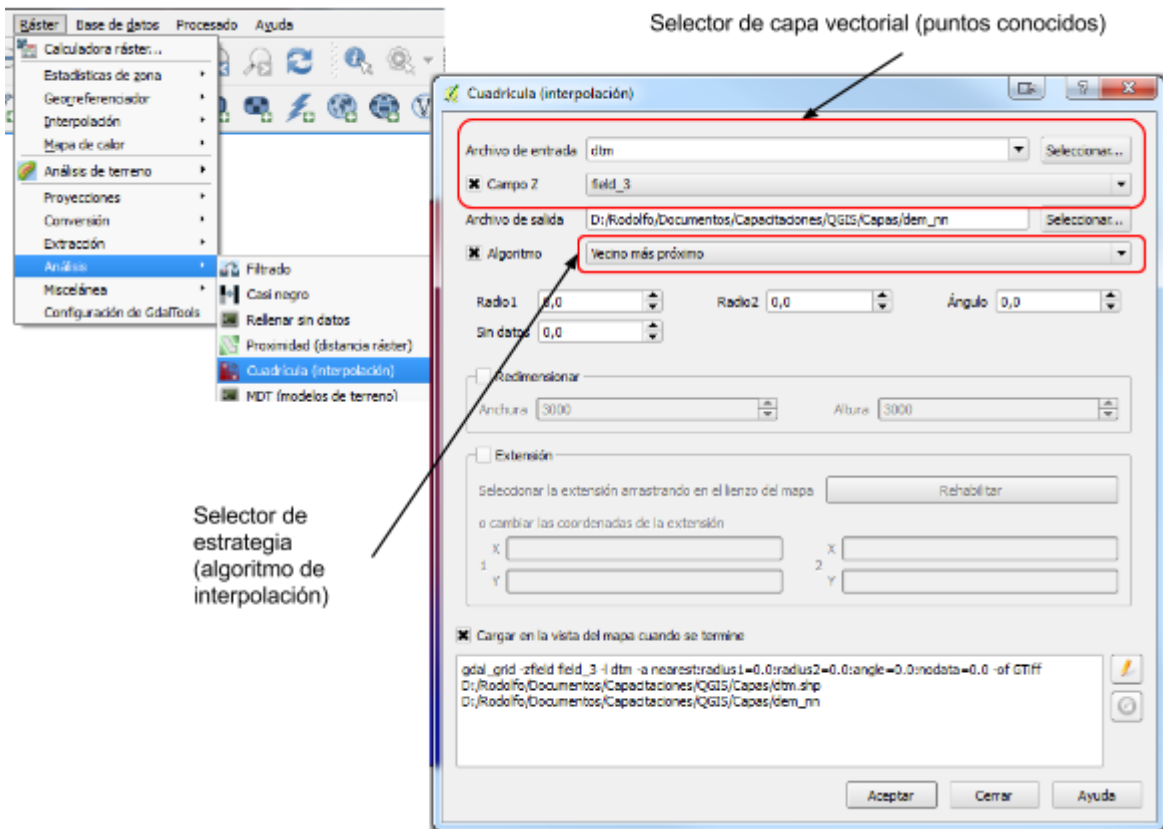 Selector de capa vectorial (puntos conocidos)
Ráster Base de datos Procesado Ayuda
Calculadora ráster...
Estadísticas de zona
Georreferenciador
Interpolación
Mapa de calor
Análisis de terreno
Proyecciones
Conversión
Extracción
Análisis
Miscelánea
Configuración de GdalTools
Filtrado
Casi negro
Rellenar sin datos
Proximidad (distancia ráster)
Cuadrícula (interpolación)
MDT (modelos de terreno)
Selector de
estrategia
(algoritmo de
interpolación)
Cuadrícula (interpolación)
Archivo de entrada dtm Seleccionar...
Campo Z field_3
Archivo de salida D:/Rodolfo/Documentos/Capacitaciones/QGIS/Capas/dem_nn Seleccionar...
Algoritmo Vecino más próximo
Radio1 0,0 Radio2 0,0 Ángulo 0,0
Sin datos 0,0
Redimensionar
Anchura 3000 Altura 3000
Extensión
Seleccionar la extensión arrastrando en el lienzo del mapa Rehabilitar
o cambiar las coordenadas de la extensión
X X
1 2
Y Y
Cargar en la vista del mapa cuando se termine
gdal_grid -zfield field_3 -l dtm -a nearest:radius1=0.0:radius2=0.0:angle=0.0:nodata=0.0 -of GTiff
D:/Rodolfo/Documentos/Capacitaciones/QGIS/Capas/dtm.shp
D:/Rodolfo/Documentos/Capacitaciones/QGIS/Capas/dem_nn
Aceptar Cerrar Ayuda